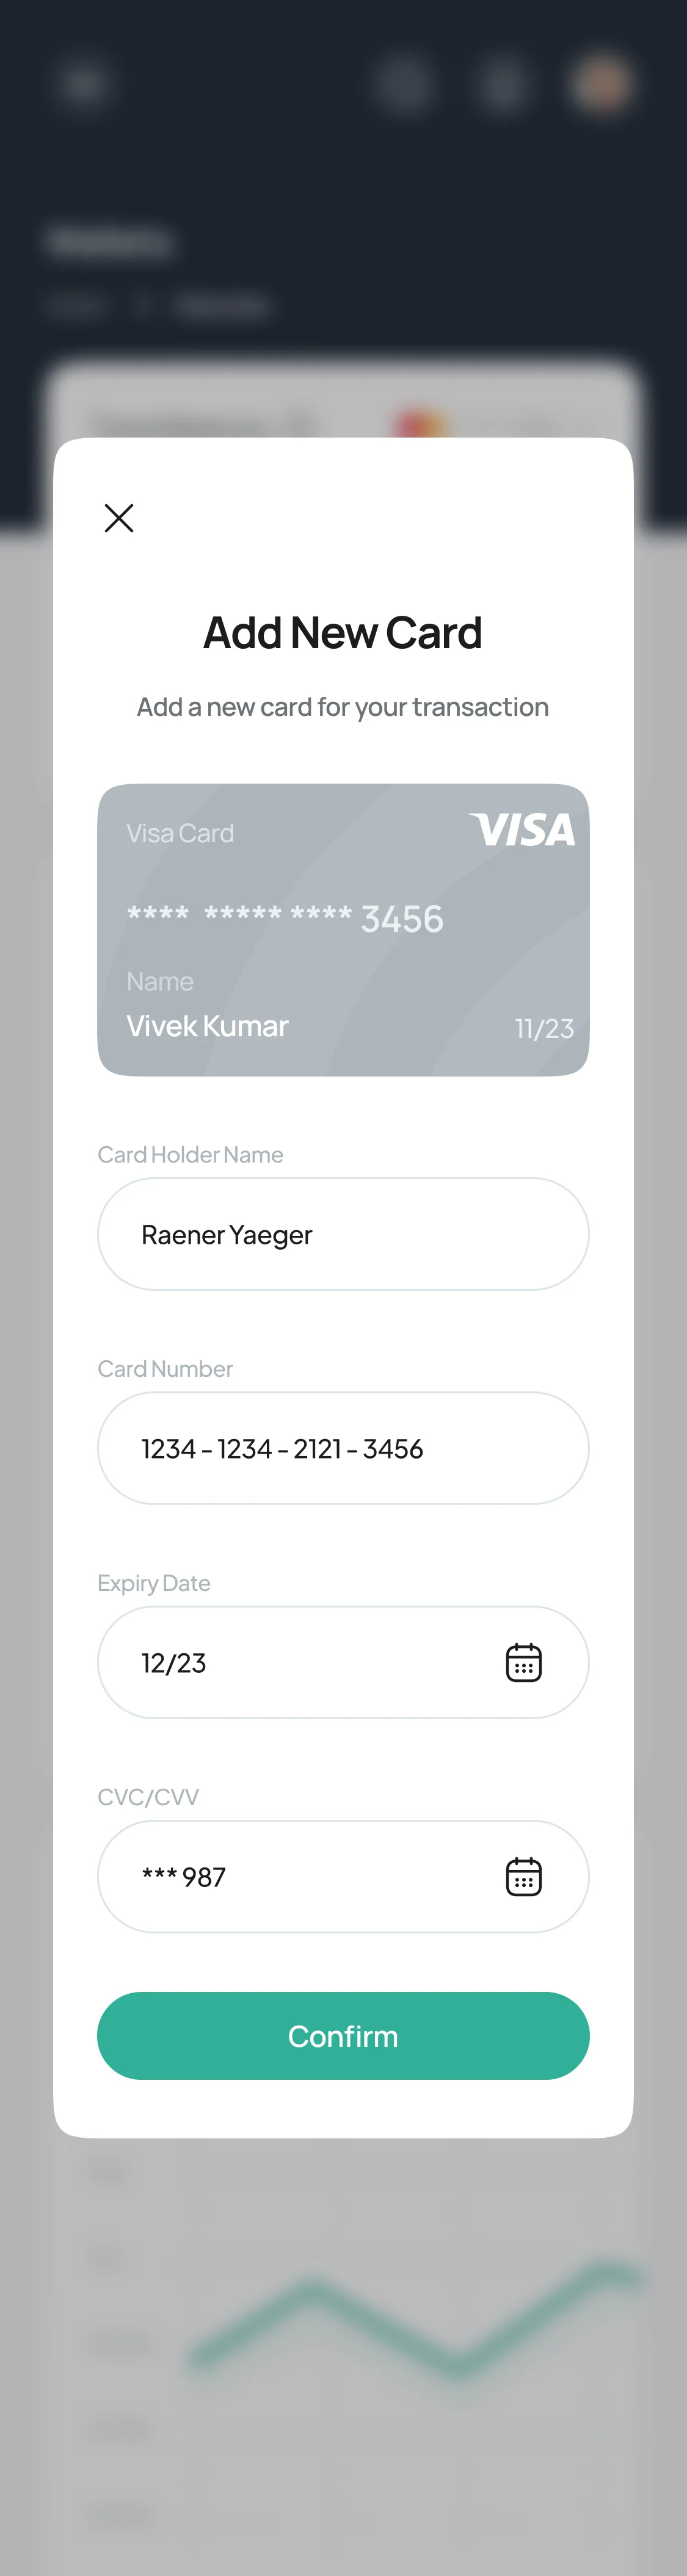 Add New Card
Add a new card for your transaction
Visa Card
VISA
**** ***** **** 3456
Name
Vivek Kumar
11/23
Card Holder Name
Raener Yaeger
Card Number
1234 - 1234 - 2121 - 3456
Expiry Date
12/23
CVC/CVV
*** 987
Confirm